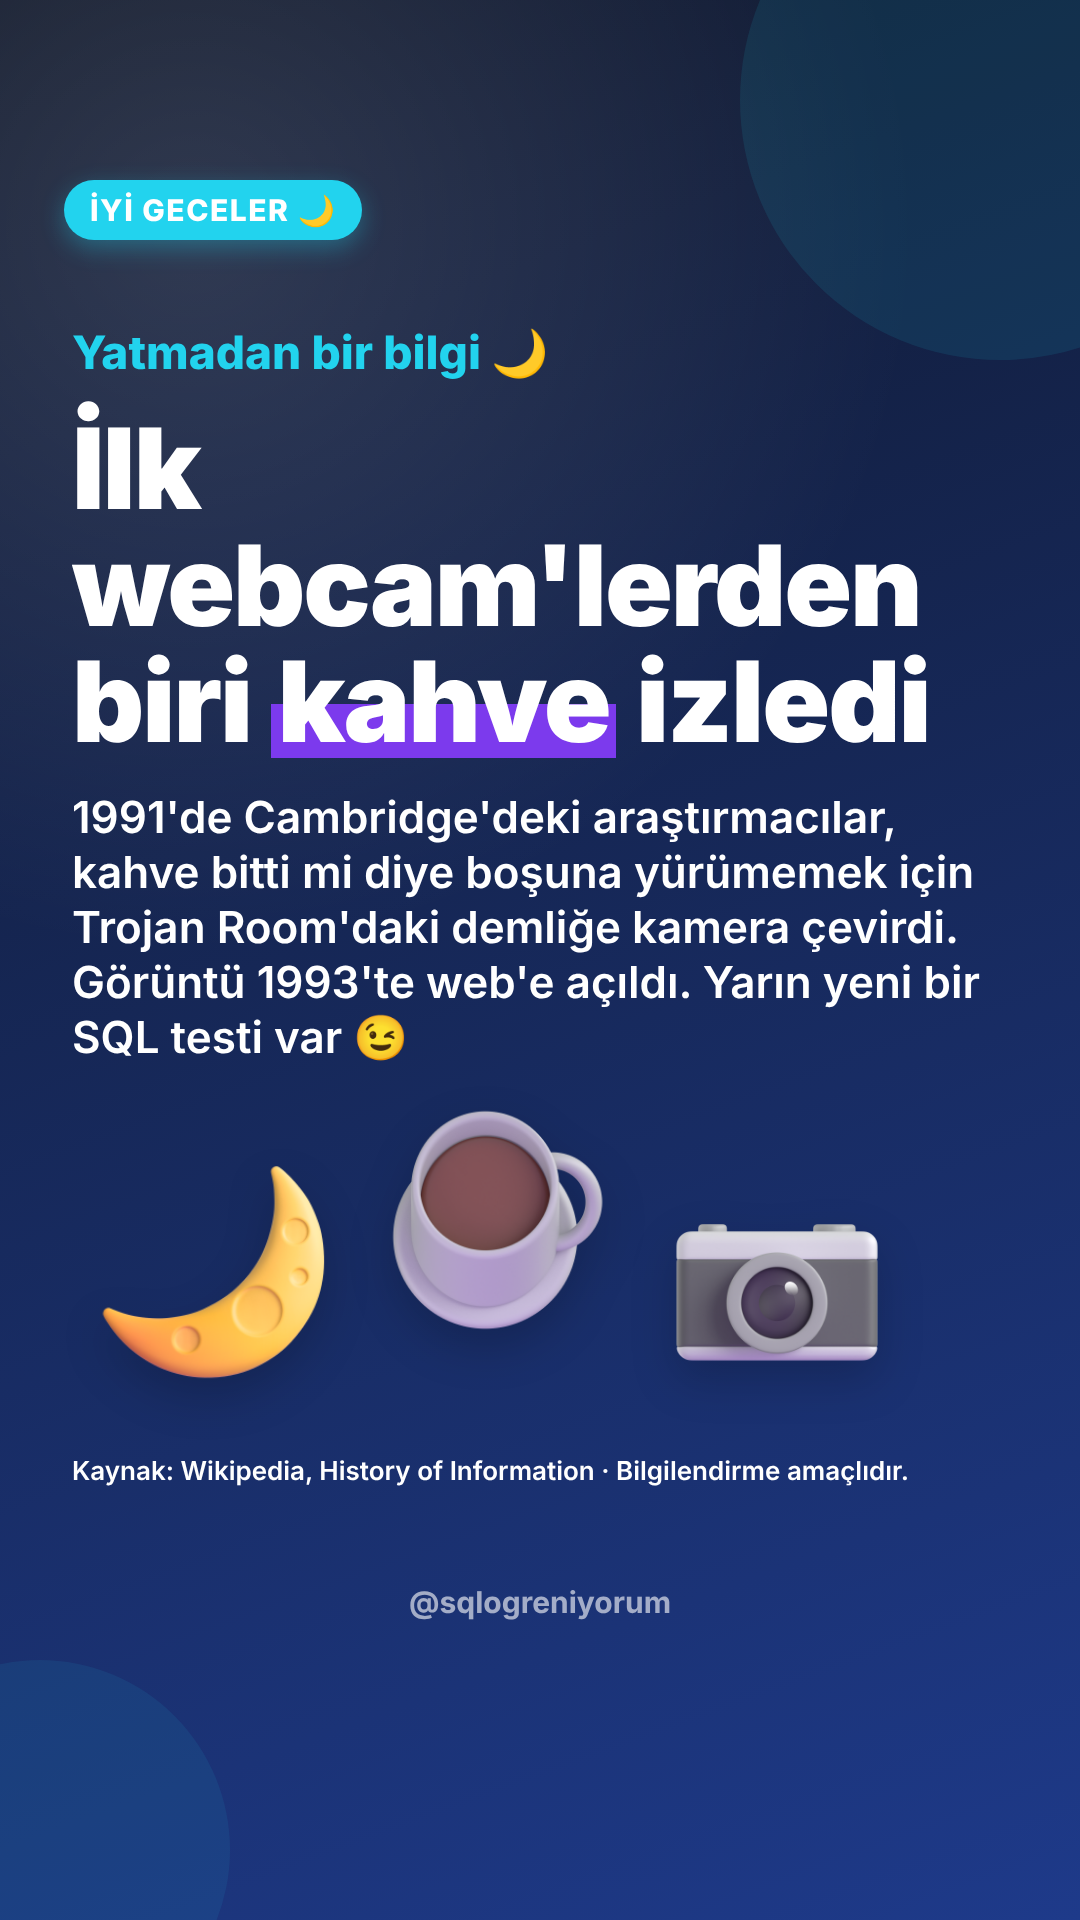 İYİ GECELER 🌙
Yatmadan bir bilgi 🌙
İlk
webcam'lerden
biri kahve izledi
1991'de Cambridge'deki araştırmacılar,
kahve bitti mi diye boşuna yürümemek için
Trojan Room'daki demliğe kamera çevirdi.
Görüntü 1993'te web'e açıldı. Yarın yeni bir
SQL testi var 😉
Kaynak: Wikipedia, History of Information · Bilgilendirme amaçlıdır.
@sqlogreniyorum